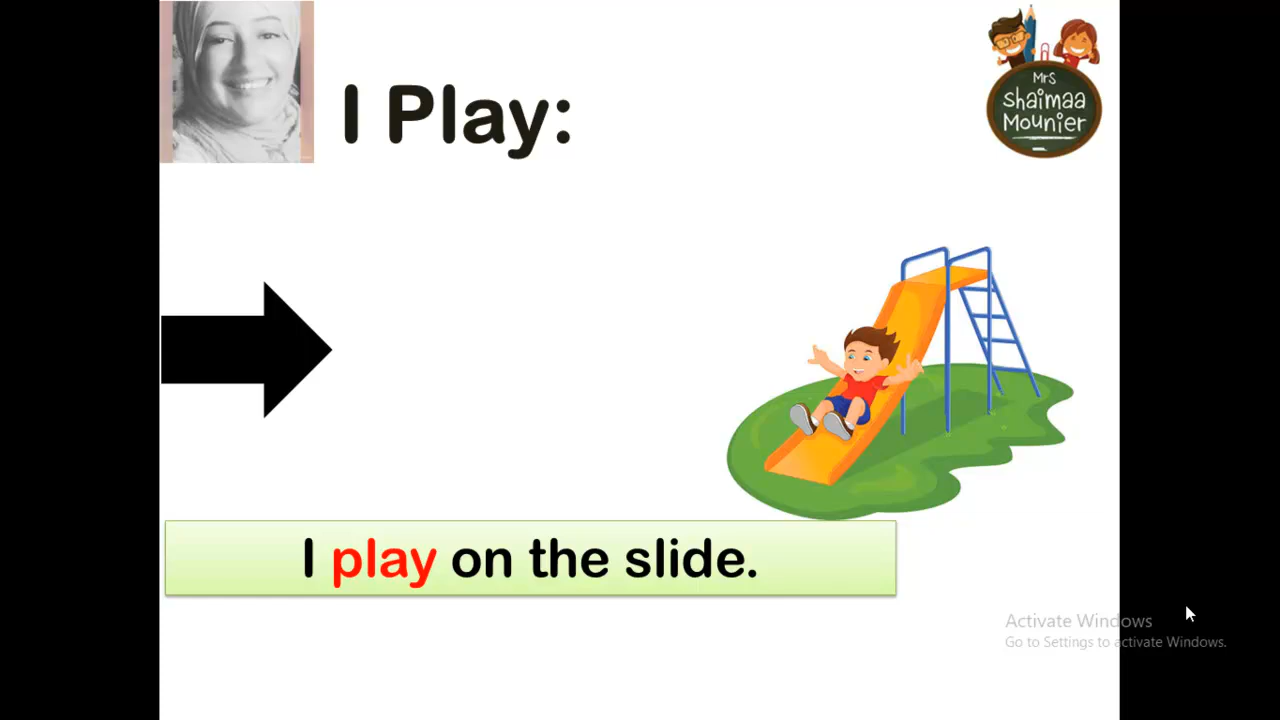 I Play:
Mrs
Shaimaa
Mounier
I play on the slide.
Activate Windows
Go to Settings to activate Windows.